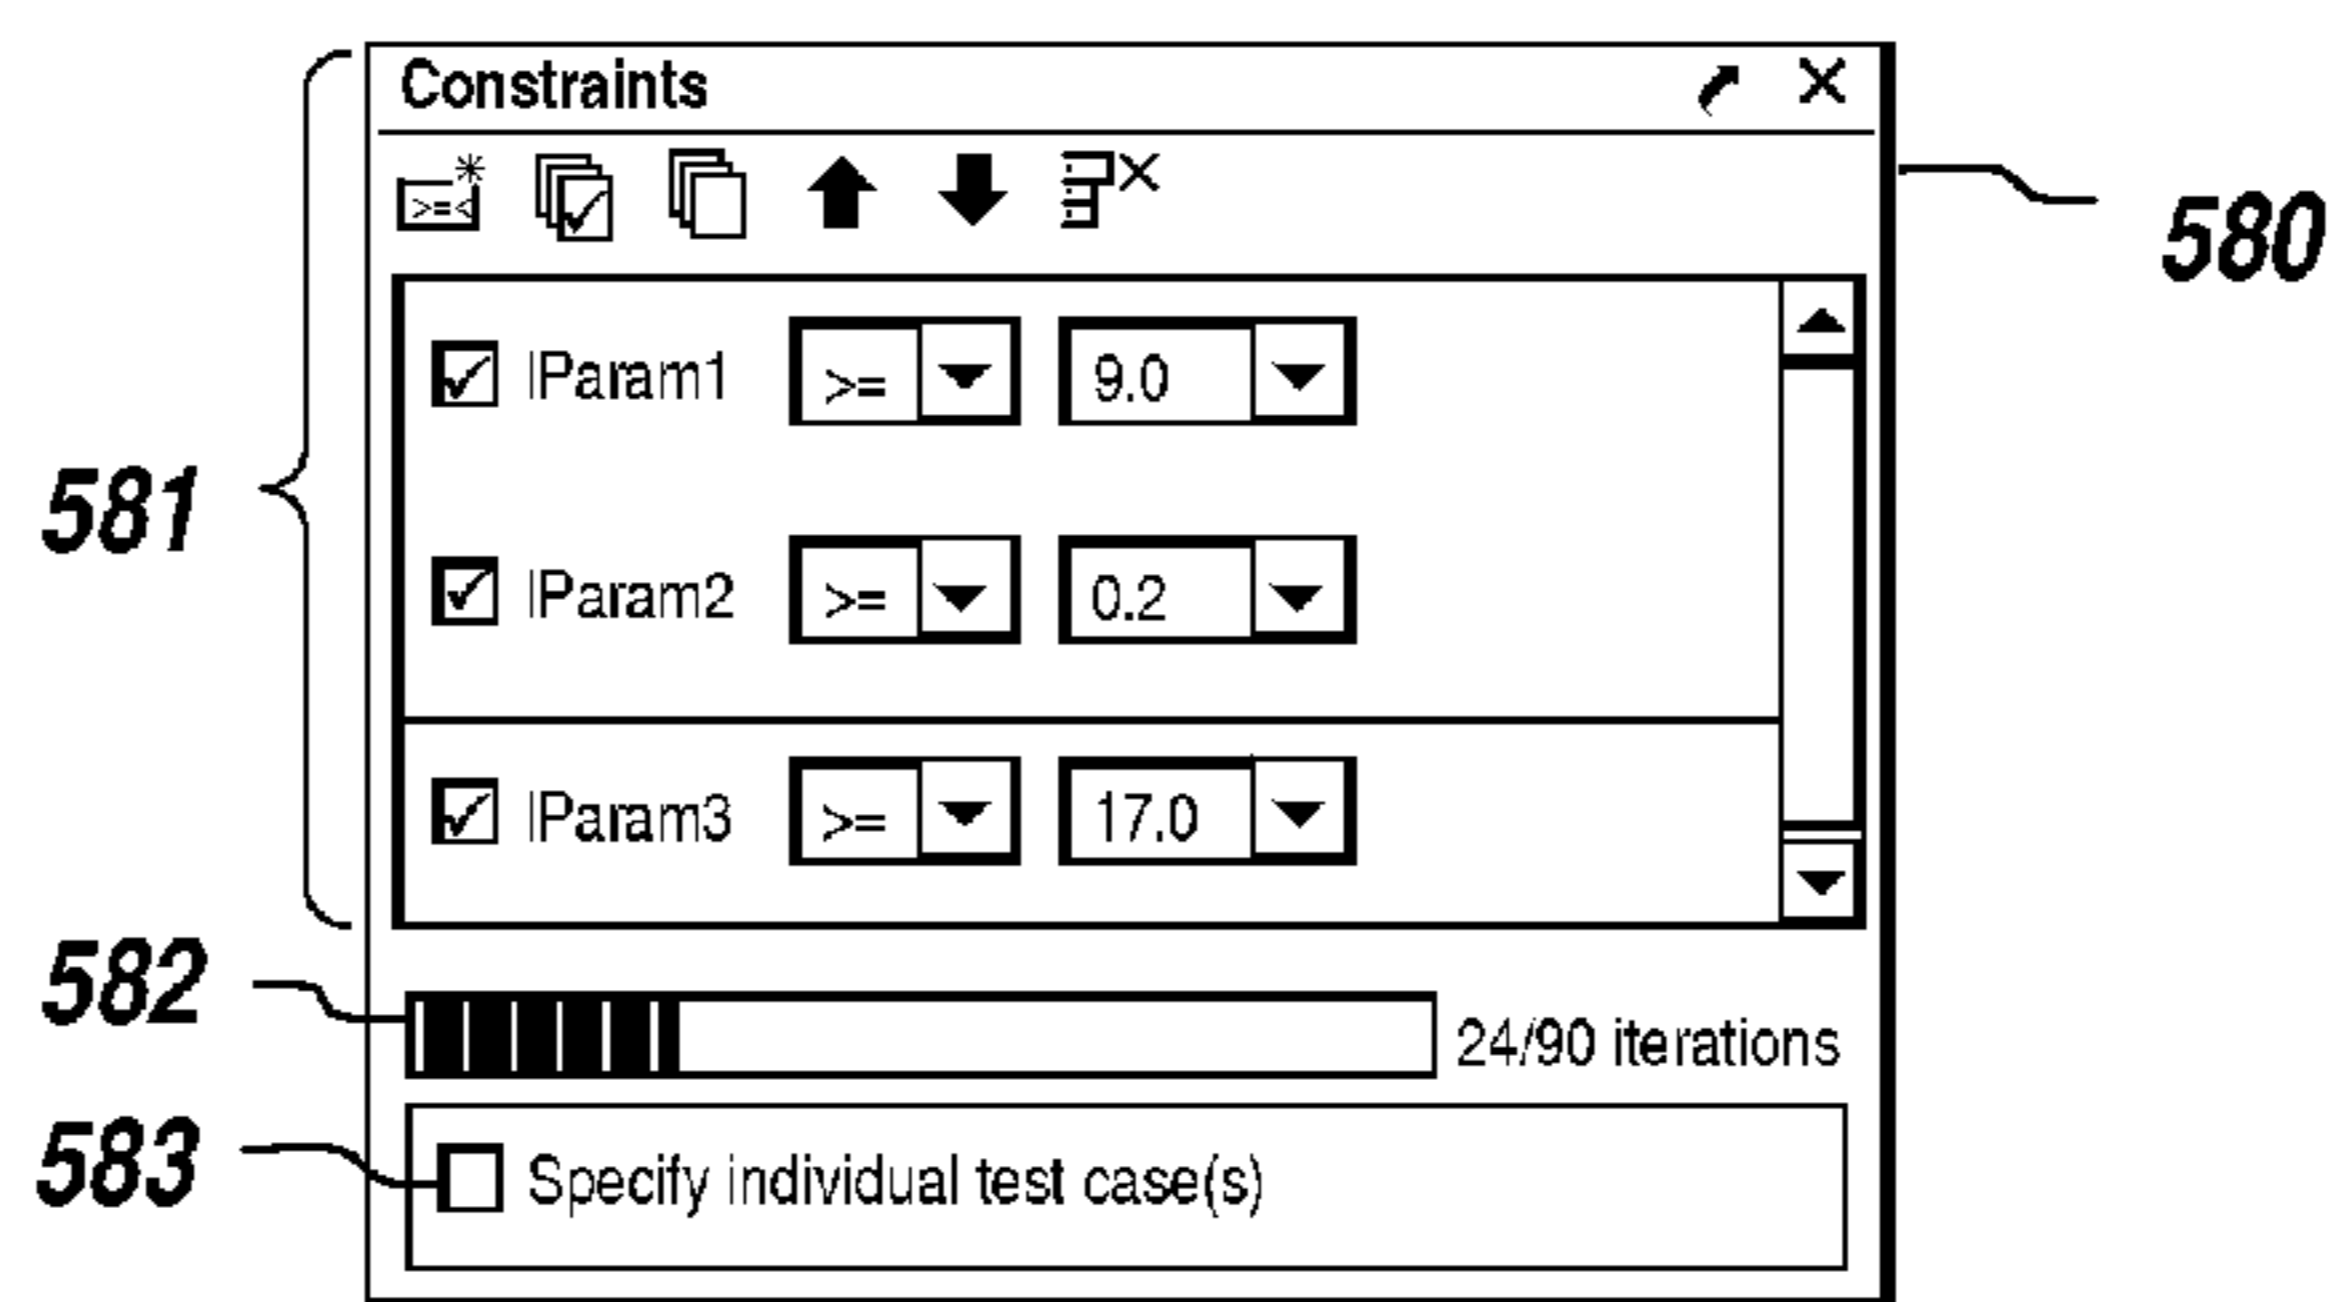 Constraints
>=<
580
IParam1 >= 9.0
581
IParam2 >= 0.2
IParam3 >= 17.0
582
24/90 iterations
583
Specify individual test case(s)